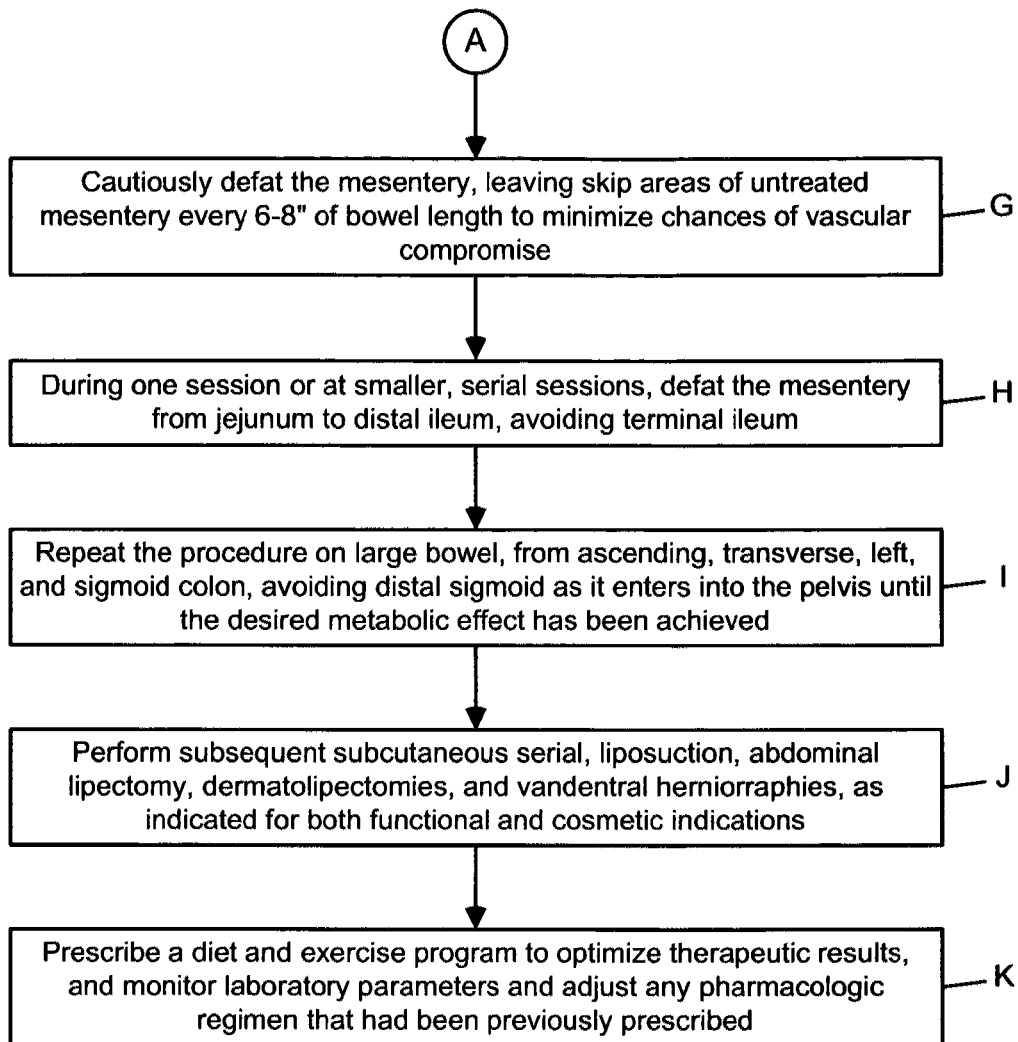 A
Cautiously defat the mesentery, leaving skip areas of untreated
mesentery every 6-8" of bowel length to minimize chances of vascular
compromise
G
During one session or at smaller, serial sessions, defat the mesentery
from jejunum to distal ileum, avoiding terminal ileum
H
Repeat the procedure on large bowel, from ascending, transverse, left,
and sigmoid colon, avoiding distal sigmoid as it enters into the pelvis until
the desired metabolic effect has been achieved
I
Perform subsequent subcutaneous serial, liposuction, abdominal
lipectomy, dermatolipectomies, and vandentral herniorraphies, as
indicated for both functional and cosmetic indications
J
Prescribe a diet and exercise program to optimize therapeutic results,
and monitor laboratory parameters and adjust any pharmacologic
regimen that had been previously prescribed
K